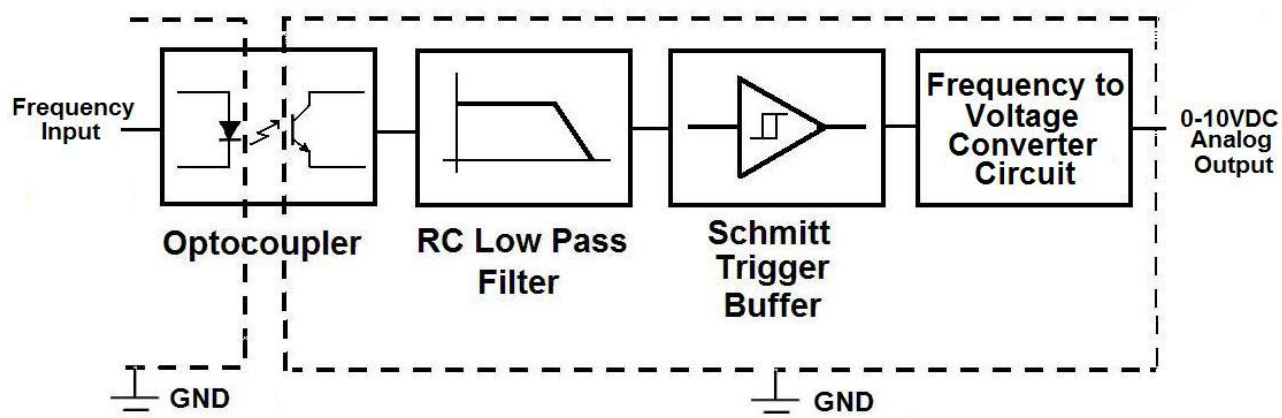 Frequency
Input
Optocoupler
RC Low Pass
Filter
Schmitt
Trigger
Buffer
Frequency to
Voltage
Converter
Circuit
0-10VDC
Analog
Output
GND
GND